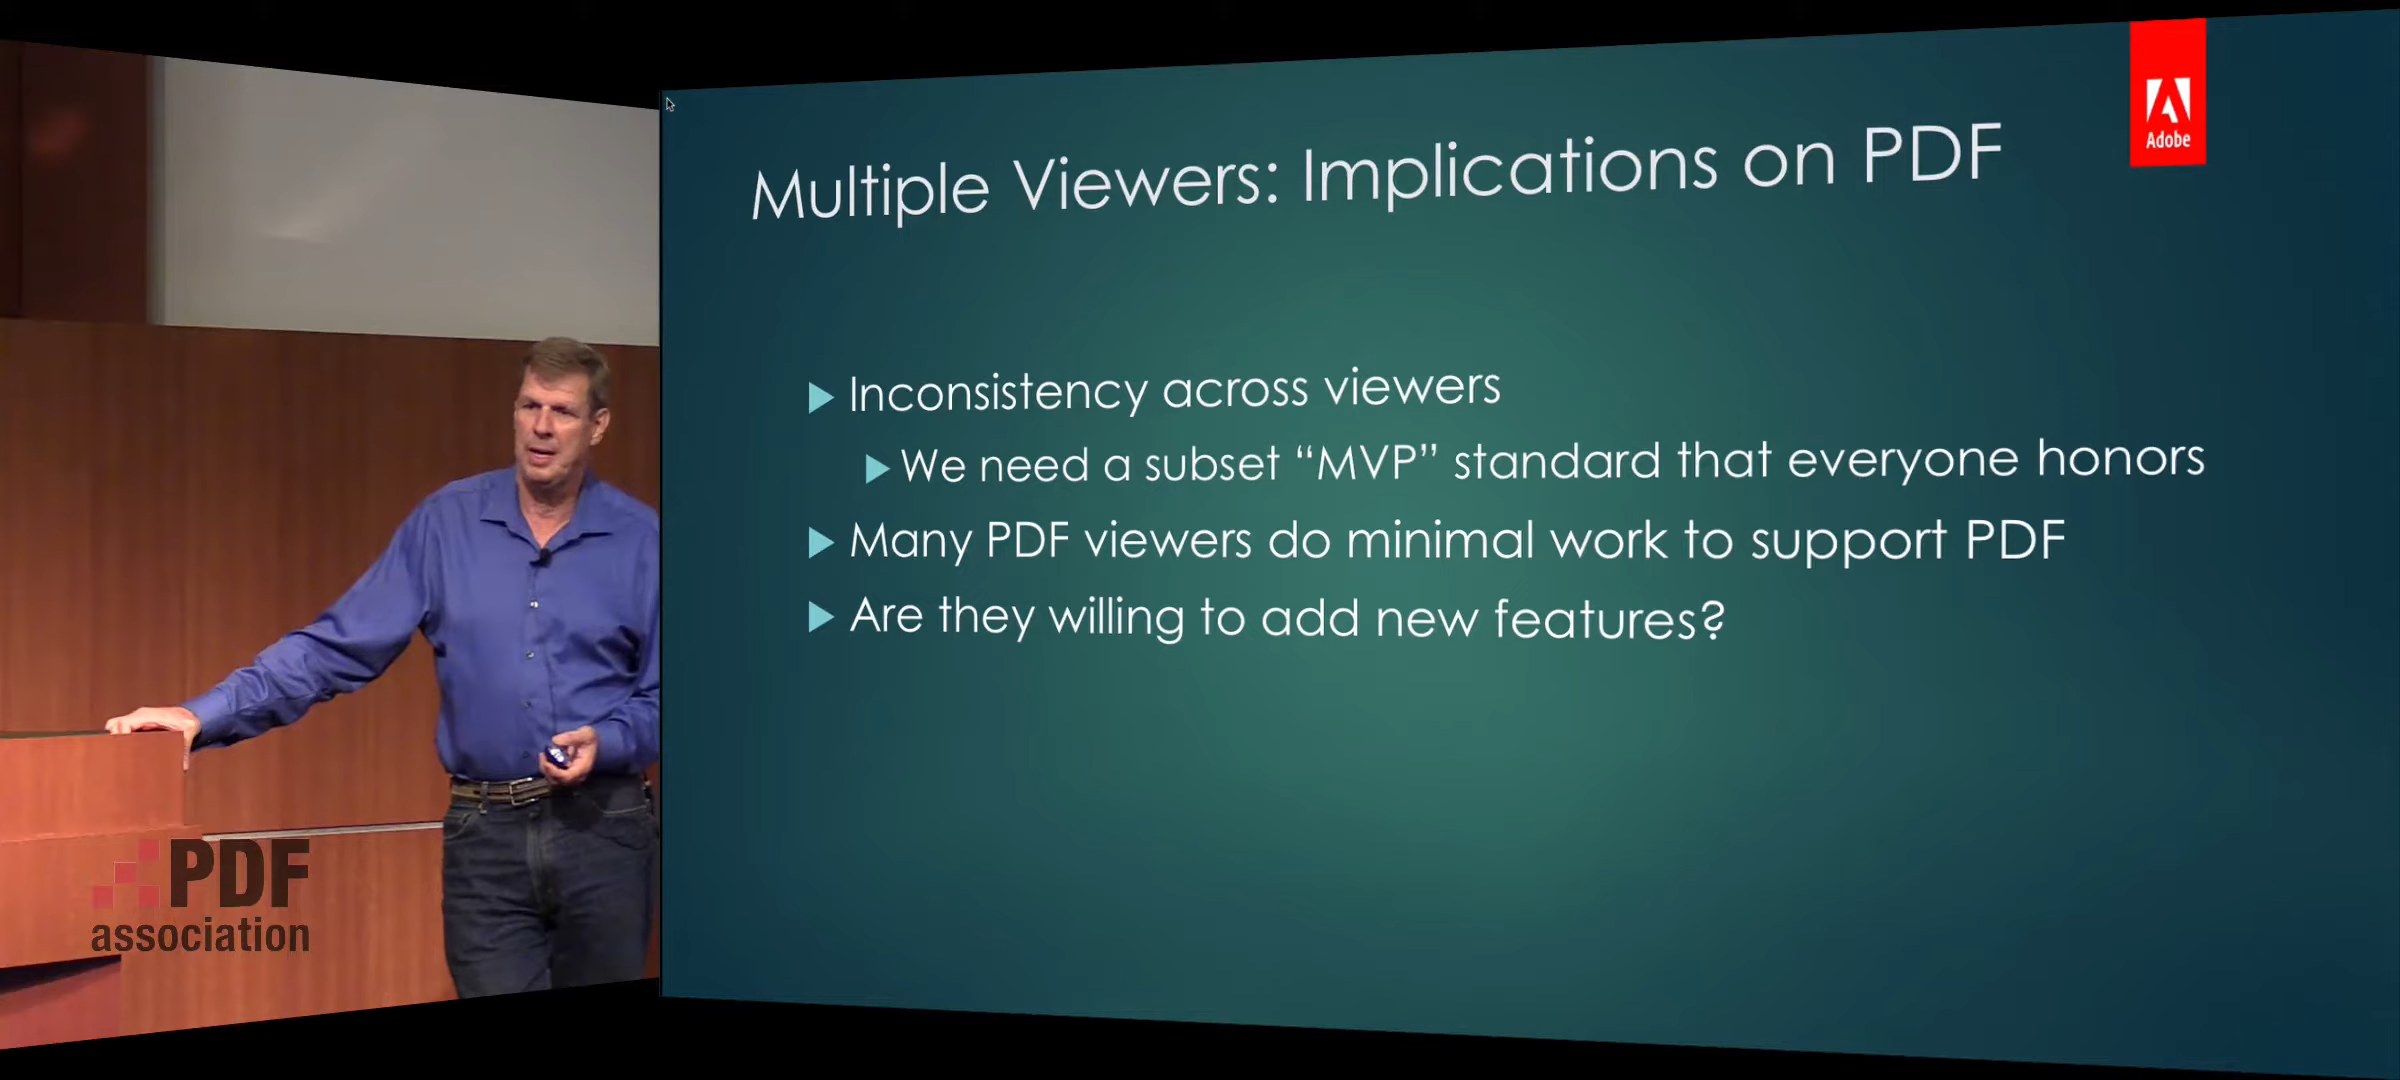 Adobe
Multiple Viewers: Implications on PDF
Inconsistency across viewers
We need a subset “MVP” standard that everyone honors
Many PDF viewers do minimal work to support PDF
Are they willing to add new features?
PDF
association